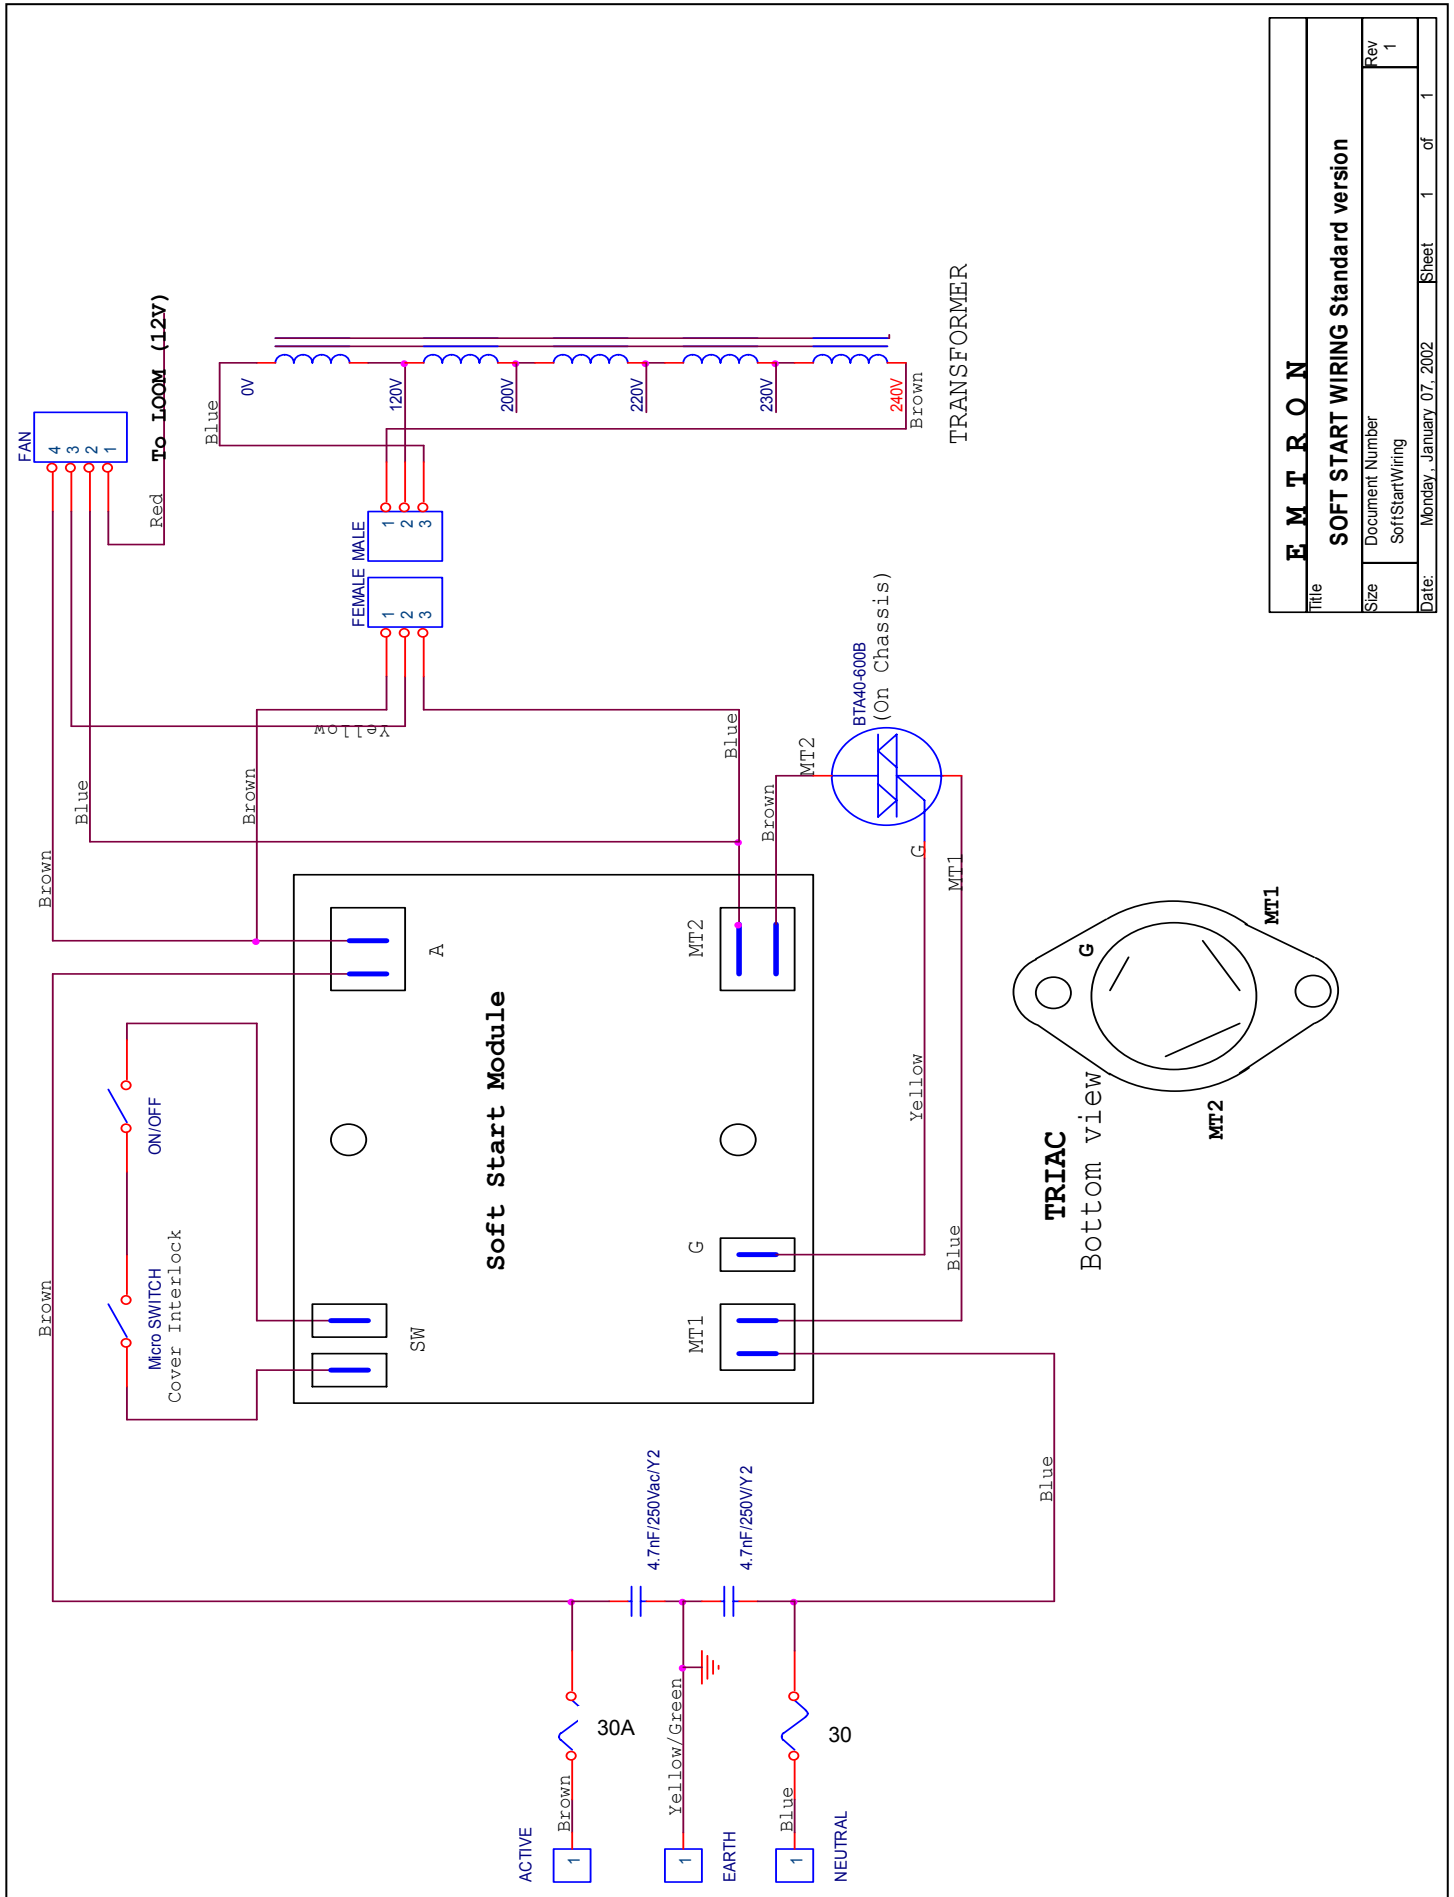 FAN
4
3
2
1
Red
To LOOM (12V)
Brown
Blue
Brown
Yellow
Blue
FEMALE
1
2
3
MALE
1
2
3
Blue
0V
120V
200V
220V
230V
240V
Brown
TRANSFORMER
BTA40-600B
(On Chassis)
MT2
G
MT1
Brown
Yellow
Blue
Soft Start Module
A
MT2
G
MT1
SW
Brown
ON/OFF
Micro SWITCH
Cover Interlock
4.7nF/250Vac/Y2
4.7nF/250V/Y2
Blue
30A
30
ACTIVE
1
Brown
EARTH
1
Yellow/Green
NEUTRAL
1
Blue
TRIAC
Bottom view
G
MT1
MT2
E M T R O N
Title
SOFT START WIRING Standard version
Size
Document Number
SoftStartWiring
Rev
1
Date:
Monday, January 07, 2002
Sheet
1
of
1